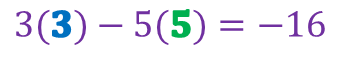 3(3) − 5(5) = −16